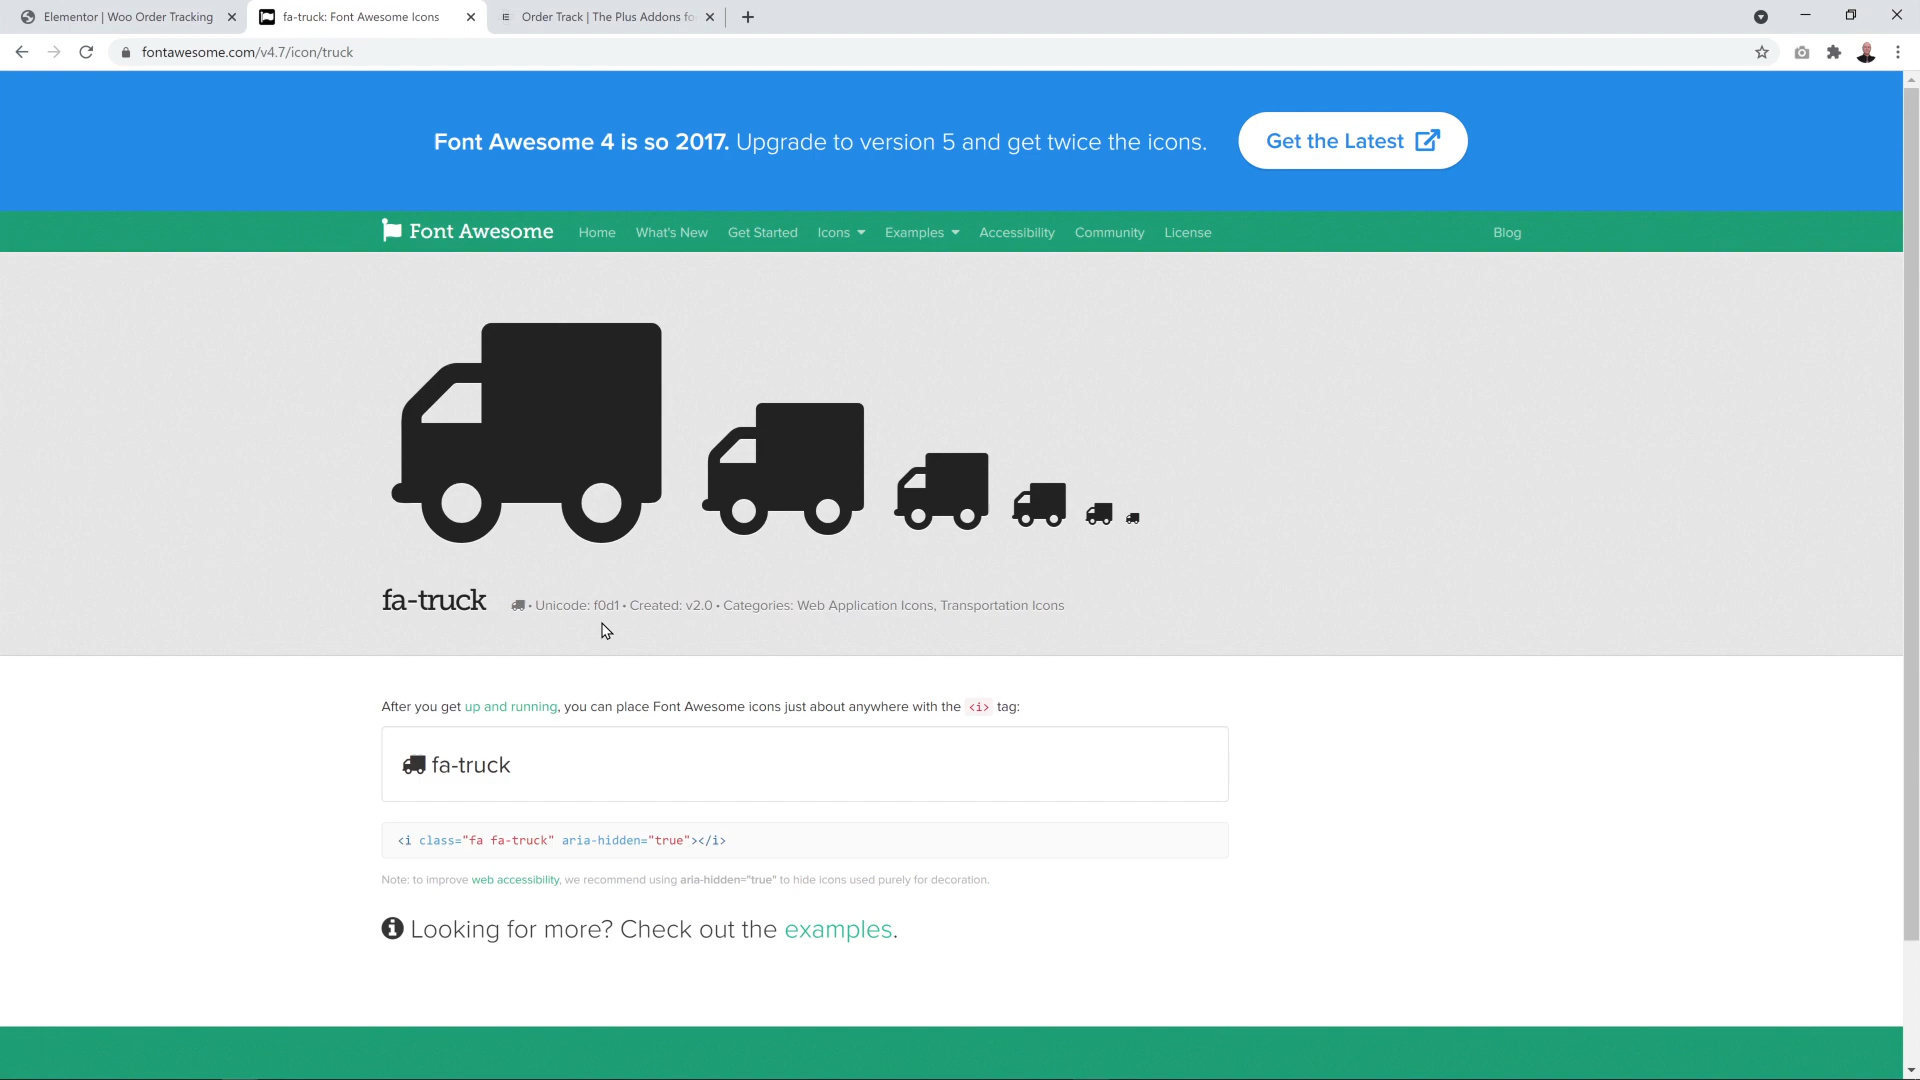 Elementor | Woo Order Tracking
fa-truck: Font Awesome Icons
Order Track | The Plus Addons fo
fontawesome.com/v4.7/icon/truck
Font Awesome 4 is so 2017. Upgrade to version 5 and get twice the icons.
Get the Latest
Font Awesome
Home
What's New
Get Started
Icons
Examples
Accessibility
Community
License
Blog
fa-truck
· Unicode: f0d1 · Created: v2.0 · Categories: Web Application Icons, Transportation Icons
After you get up and running, you can place Font Awesome icons just about anywhere with the <i> tag:
fa-truck
<i class="fa fa-truck" aria-hidden="true"></i>
Note: to improve web accessibility, we recommend using aria-hidden="true" to hide icons used purely for decoration.
Looking for more? Check out the examples.